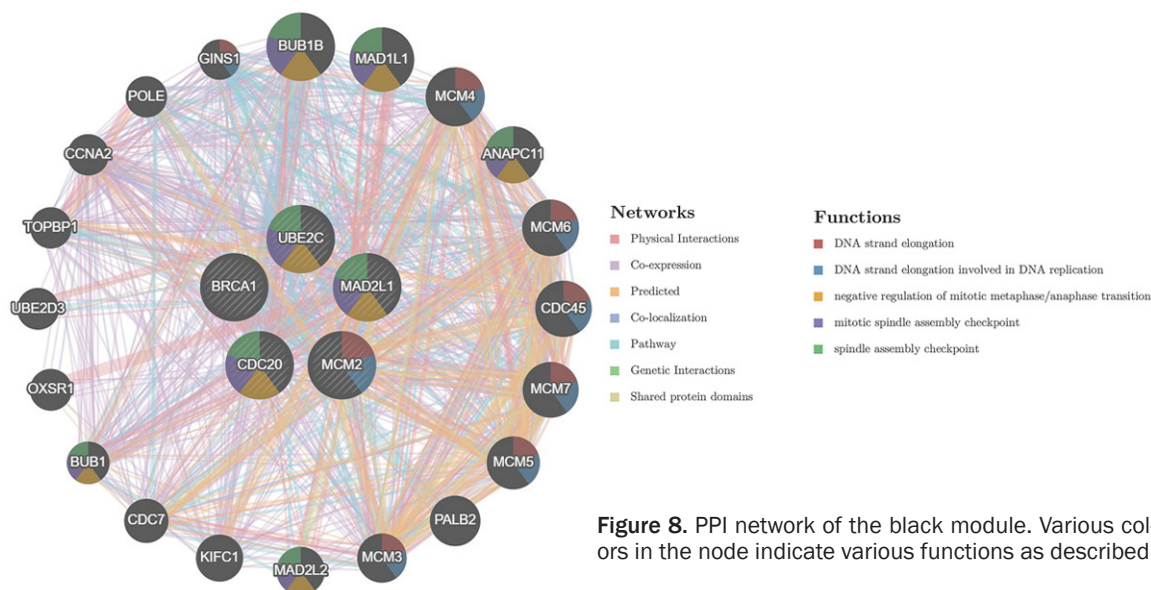 BUB1B
MAD1L1
GINS1
MCM4
POLE
ANAPC11
CCNA2
MCM6
TOPBP1
UBE2C
BRCA1
MAD2L1
UBE2D3
CDC45
CDC20
MCM2
OXSR1
MCM7
BUB1
MCM5
CDC7
PALB2
KIFC1
MAD2L2
MCM3
Networks
Physical Interactions
Co-expression
Predicted
Co-localization
Pathway
Genetic Interactions
Shared protein domains
Functions
DNA strand elongation
DNA strand elongation involved in DNA replication
negative regulation of mitotic metaphase/anaphase transition
mitotic spindle assembly checkpoint
spindle assembly checkpoint
Figure 8. PPI network of the black module. Various col-
ors in the node indicate various functions as described